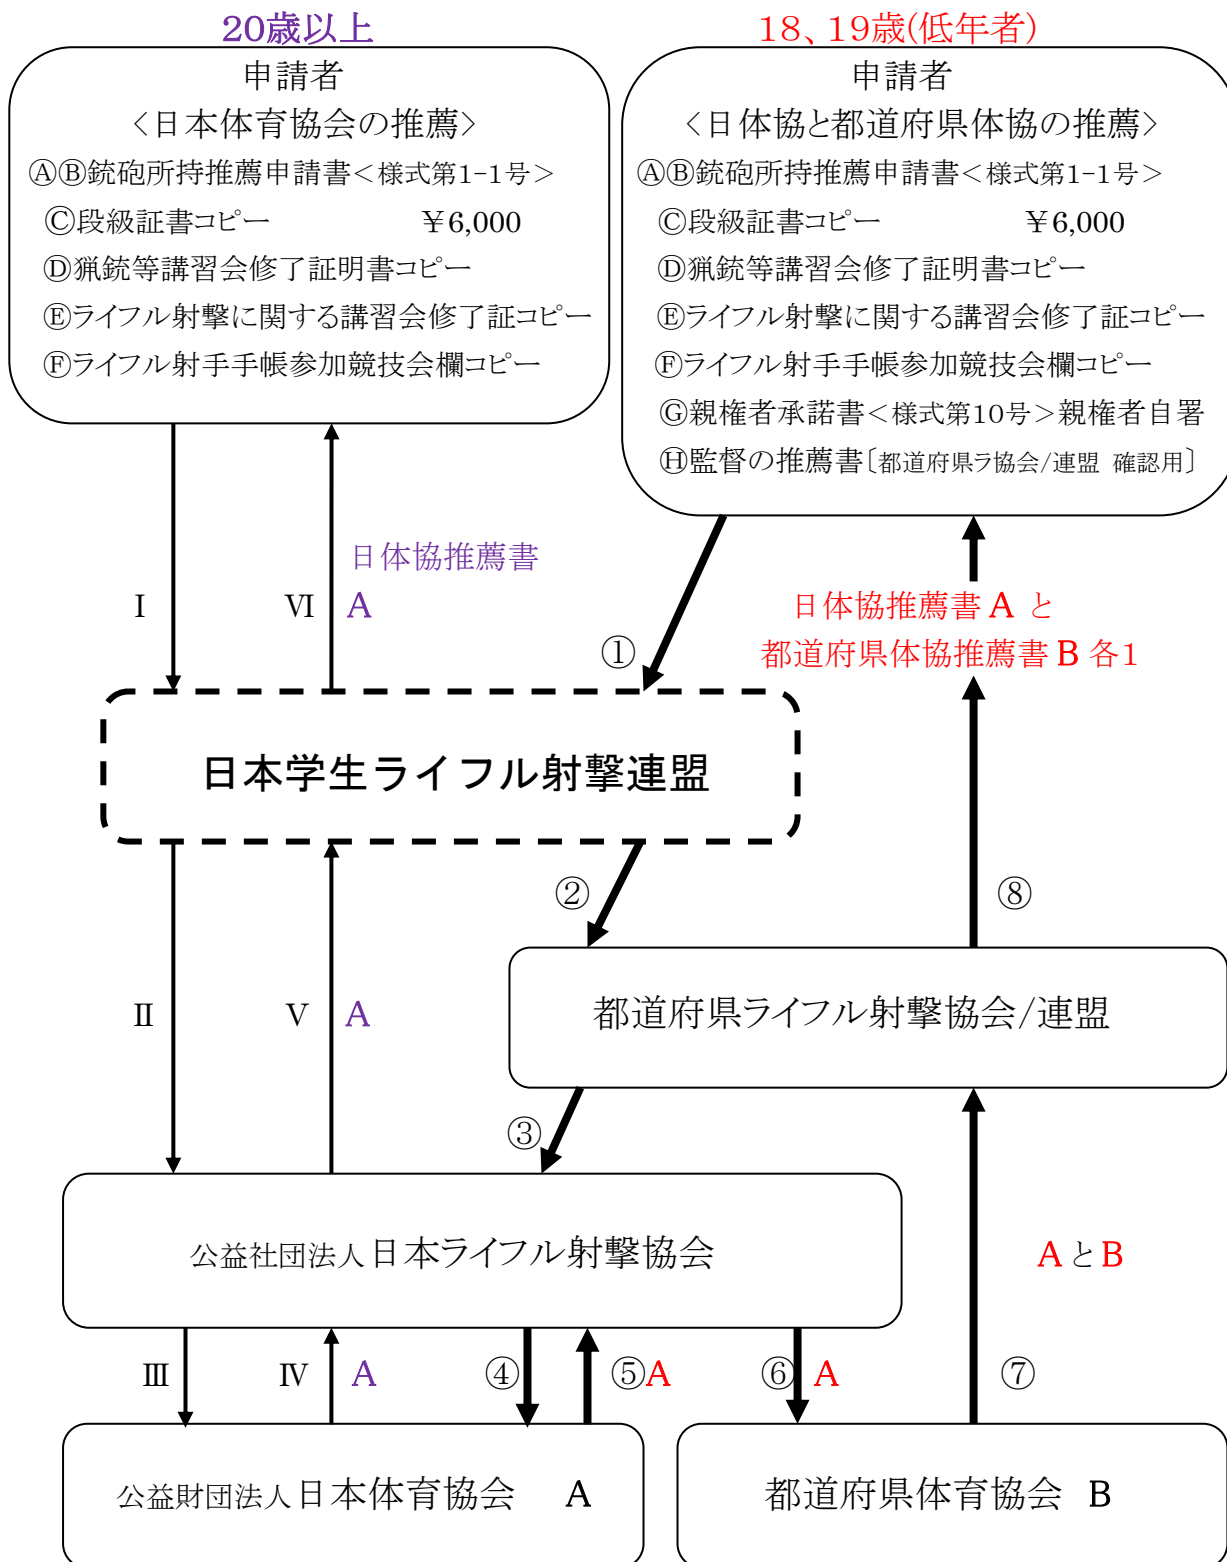 20歳以上
18、19歳(低年者)
申請者
<日本体育協会の推薦>
ⒶⒷ銃砲所持推薦申請書<様式第1-1号>
Ⓒ段級証書コピー ￥6,000
Ⓓ猟銃等講習会修了証明書コピー
Ⓔライフル射撃に関する講習会修了証コピー
Ⓕライフル射手手帳参加競技会欄コピー
申請者
<日体協と都道府県体協の推薦>
ⒶⒷ銃砲所持推薦申請書<様式第1-1号>
Ⓒ段級証書コピー ￥6,000
Ⓓ猟銃等講習会修了証明書コピー
Ⓔライフル射撃に関する講習会修了証コピー
Ⓕライフル射手手帳参加競技会欄コピー
Ⓖ親権者承諾書<様式第10号>親権者自署
Ⓗ監督の推薦書〔都道府県ラ協会/連盟 確認用〕
日体協推薦書
Ⅰ Ⅵ A
①
日体協推薦書 A と
都道府県体協推薦書 B 各1
日本学生ライフル射撃連盟
② ⑧
Ⅱ Ⅴ A
都道府県ライフル射撃協会/連盟
③
公益社団法人日本ライフル射撃協会
A と B
Ⅲ Ⅳ A ④ ⑤A ⑥ A ⑦
公益財団法人日本体育協会 A
都道府県体育協会 B